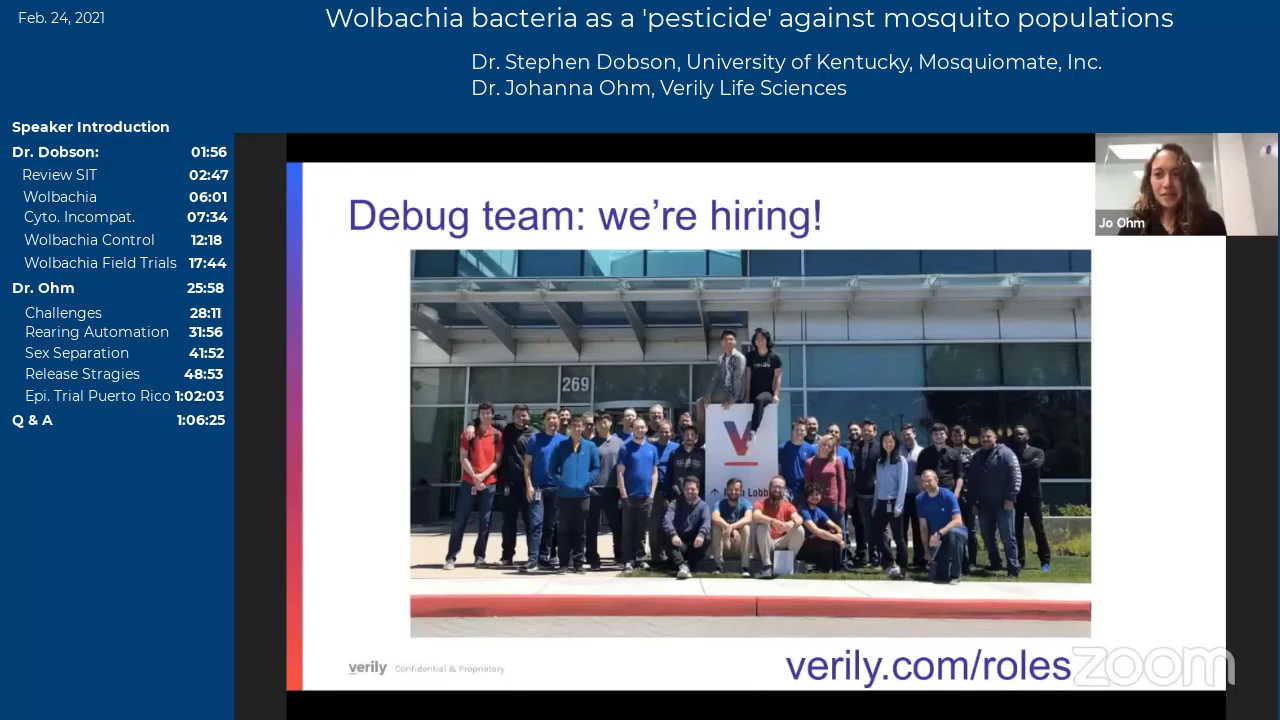 Feb. 24, 2021
Wolbachia bacteria as a 'pesticide' against mosquito populations
Dr. Stephen Dobson, University of Kentucky, Mosquiomate, Inc.
Dr. Johanna Ohm, Verily Life Sciences
Speaker Introduction
Dr. Dobson: 01:56
Review SIT 02:47
Wolbachia 06:01
Cyto. Incompat. 07:34
Wolbachia Control 12:18
Wolbachia Field Trials 17:44
Dr. Ohm 25:58
Challenges 28:11
Rearing Automation 31:56
Sex Separation 41:52
Release Stragies 48:53
Epi. Trial Puerto Rico 1:02:03
Q & A 1:06:25
Jo Ohm
Debug team: we're hiring!
269
V
Lobby
verily Confidential & Proprietary
verily.com/roles
zoom